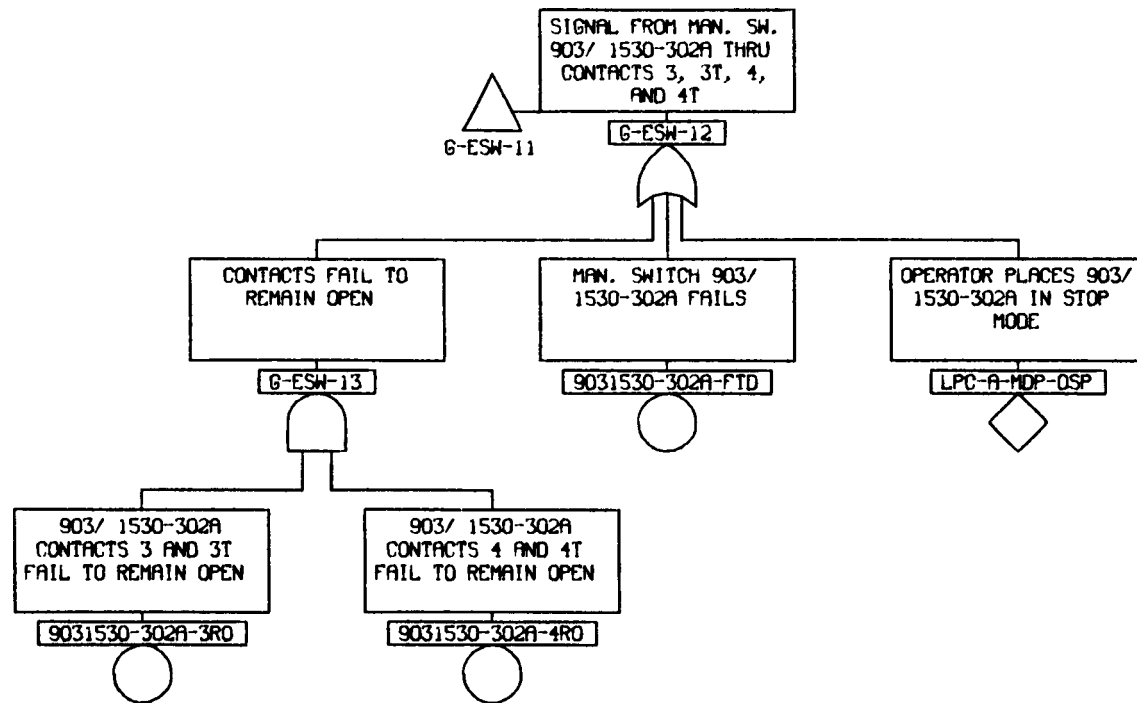 SIGNAL FROM MAN. SW.
903/ 1530-302A THRU
CONTACTS 3, 3T, 4,
AND 4T
G-ESW-11
G-ESW-12
CONTACTS FAIL TO
REMAIN OPEN
MAN. SWITCH 903/
1530-302A FAILS
OPERATOR PLACES 903/
1530-302A IN STOP
MODE
G-ESW-13
9031530-302A-FTD
LPC-A-MDP-OSP
903/ 1530-302A
CONTACTS 3 AND 3T
FAIL TO REMAIN OPEN
903/ 1530-302A
CONTACTS 4 AND 4T
FAIL TO REMAIN OPEN
9031530-302A-3RO
9031530-302A-4RO